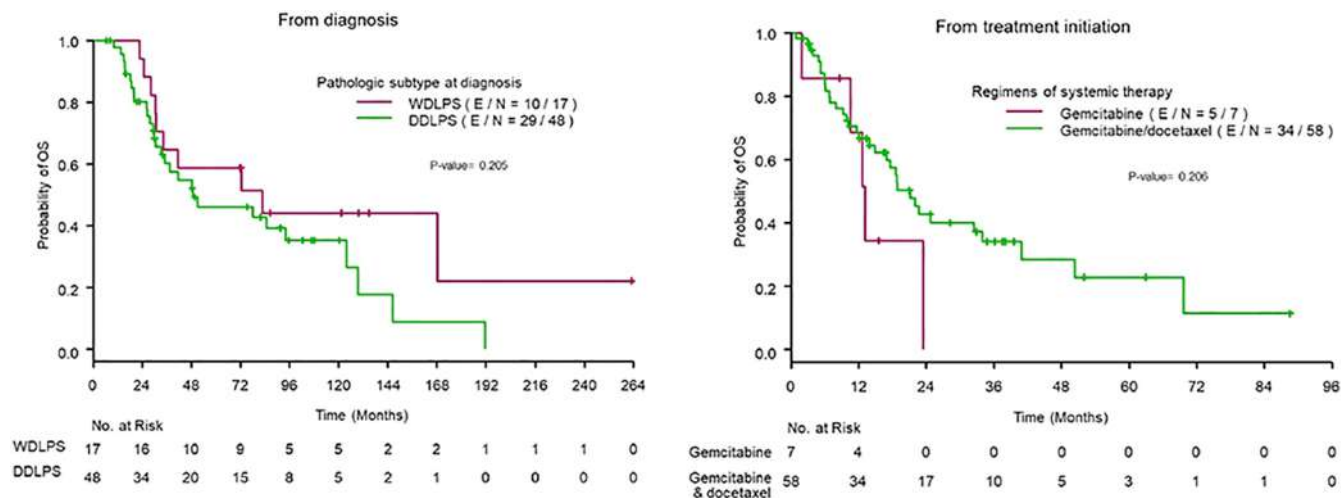 From diagnosis
1.0
0.8
0.6
0.4
0.2
0.0
Probability of OS
Pathologic subtype at diagnosis
WDLPS ( E / N = 10 / 17 )
DDLPS ( E / N = 29 / 48 )
P-value= 0.205
0 24 48 72 96 120 144 168 192 216 240 264
Time (Months)
No. at Risk
WDLPS 17 16 10 9 5 5 2 2 1 1 1 0
DDLPS 48 34 20 15 8 5 2 1 0 0 0 0
From treatment initiation
1.0
0.8
0.6
0.4
0.2
0.0
Probability of OS
Regimens of systemic therapy
Gemcitabine ( E / N = 5 / 7 )
Gemcitabine/docetaxel ( E / N = 34 / 58 )
P-value= 0.206
0 12 24 36 48 60 72 84 96
Time (Months)
No. at Risk
Gemcitabine 7 4 0 0 0 0 0 0 0
Gemcitabine
& docetaxel 58 34 17 10 5 3 1 1 0